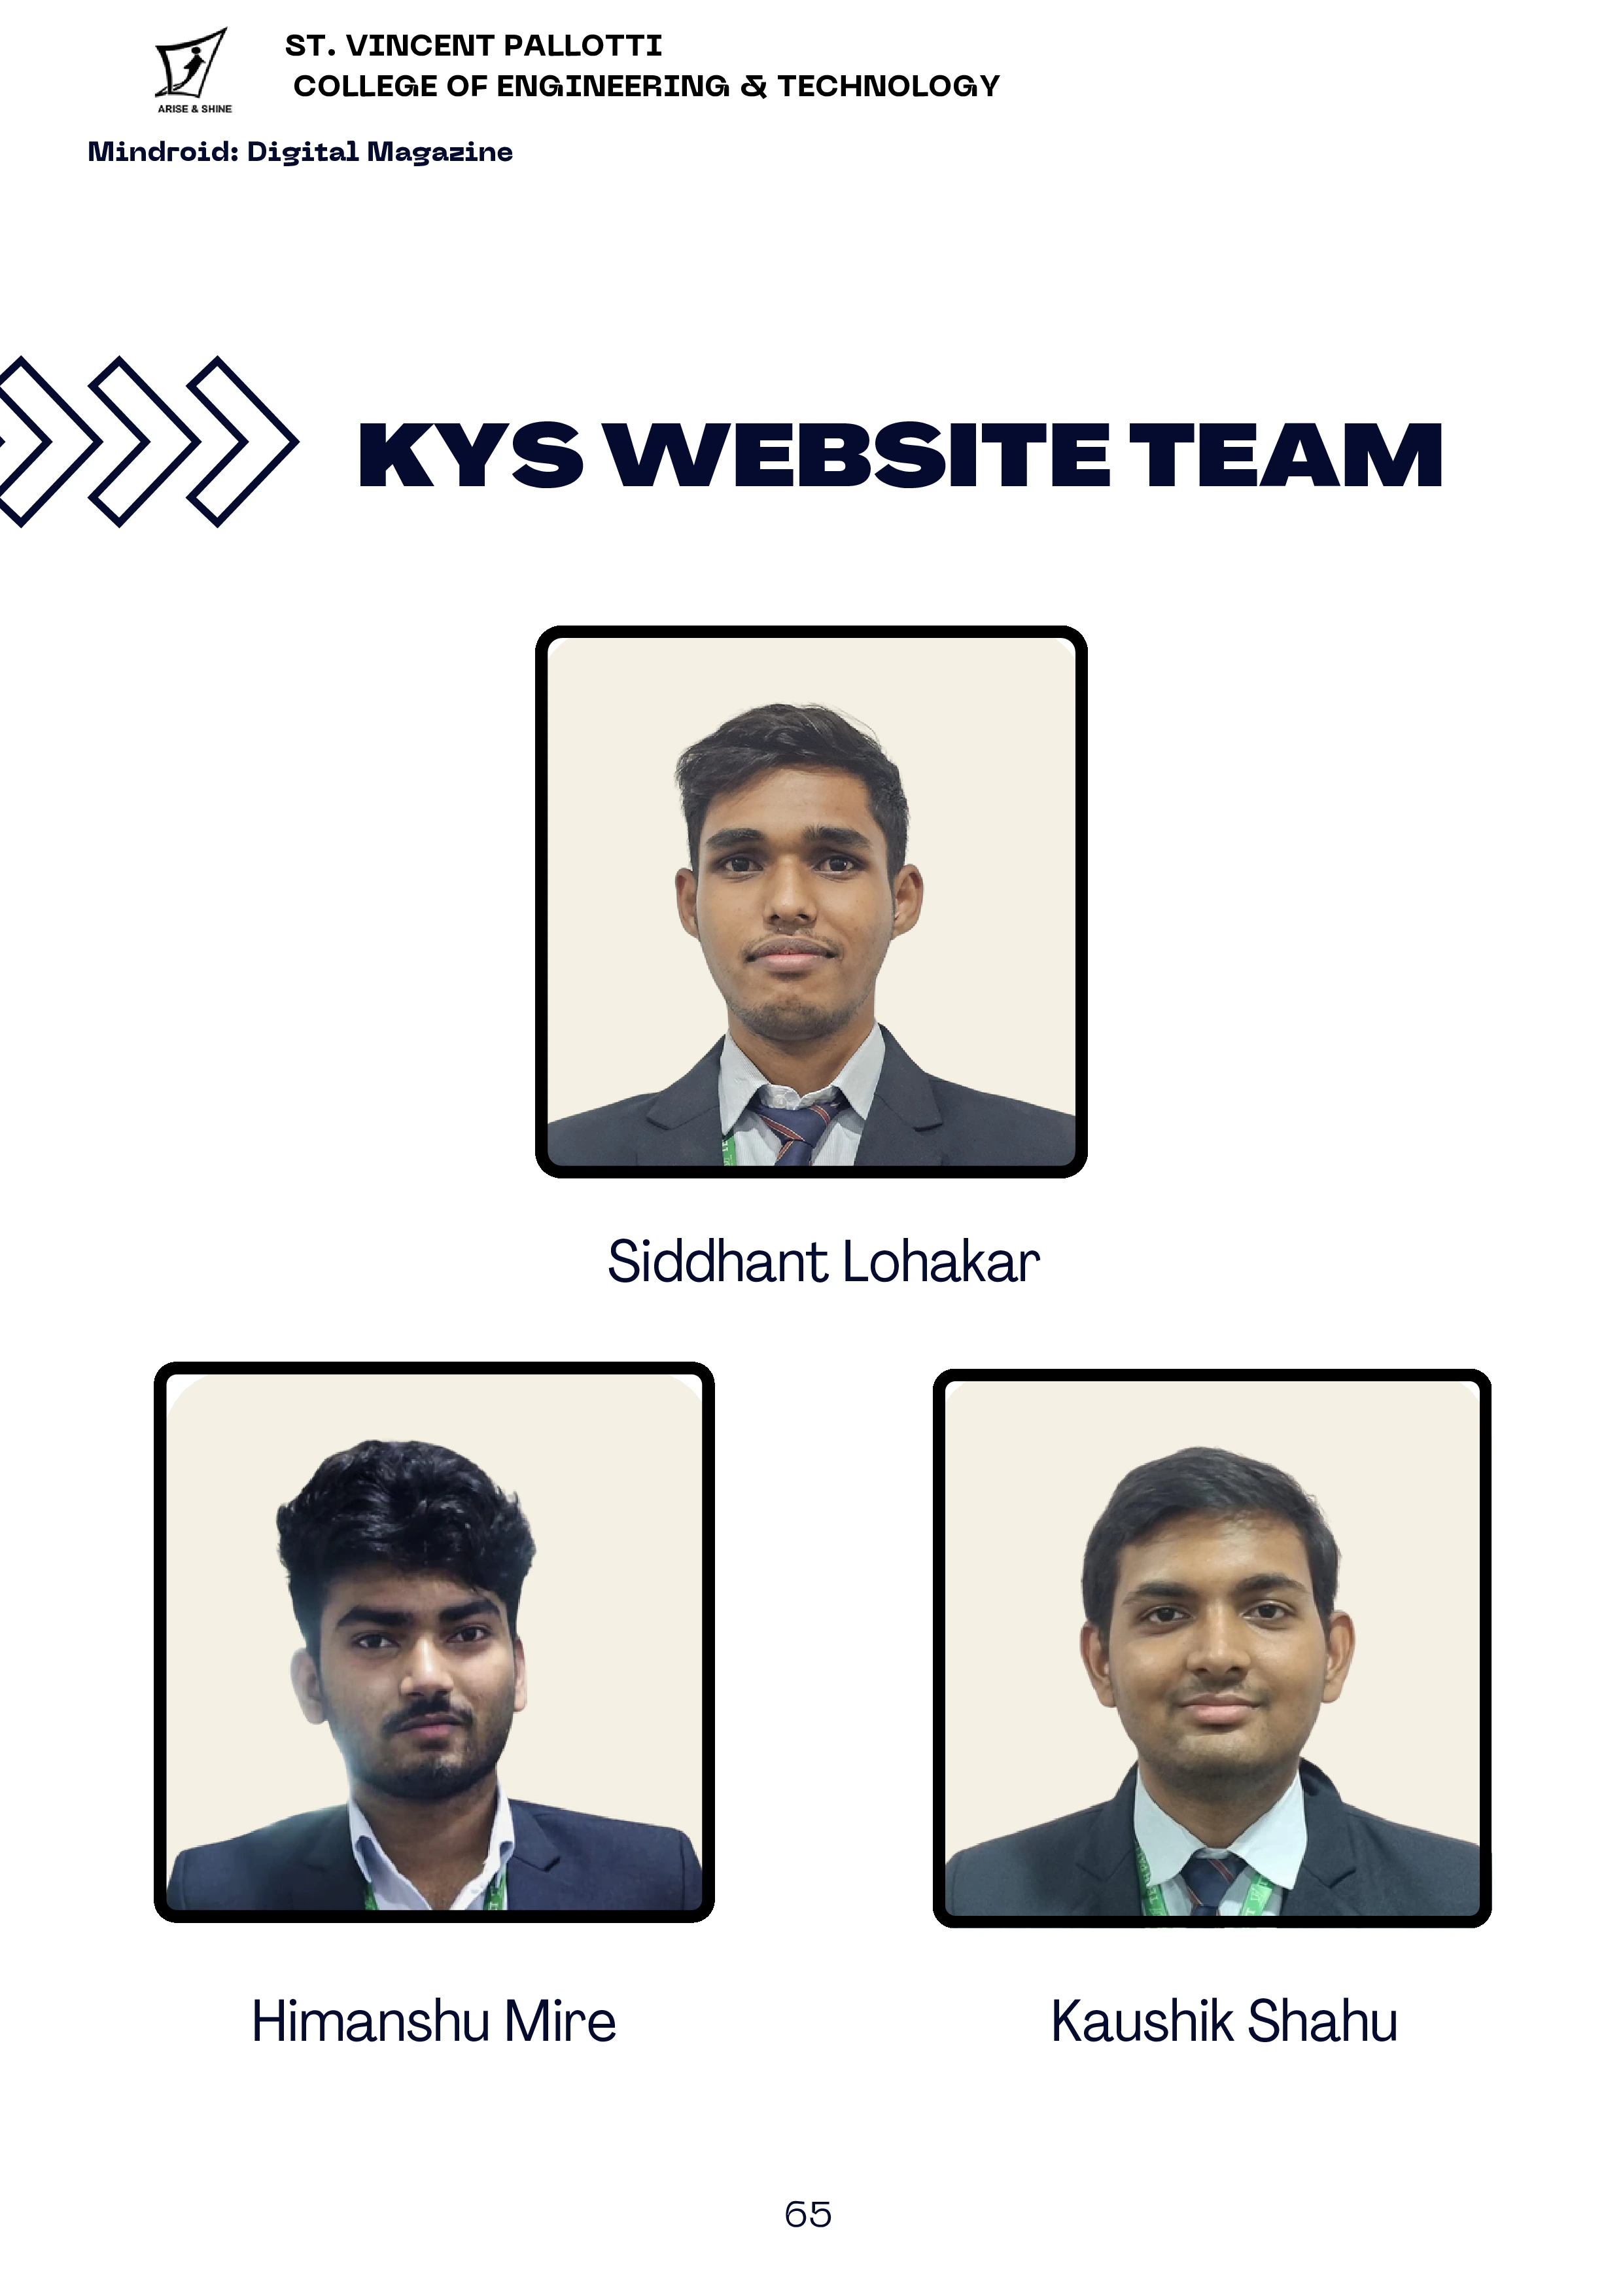 ARISE & SHINE
ST. VINCENT PALLOTTI
COLLEGE OF ENGINEERING & TECHNOLOGY
Mindroid: Digital Magazine
KYS WEBSITE TEAM
Siddhant Lohakar
Himanshu Mire
Kaushik Shahu
65